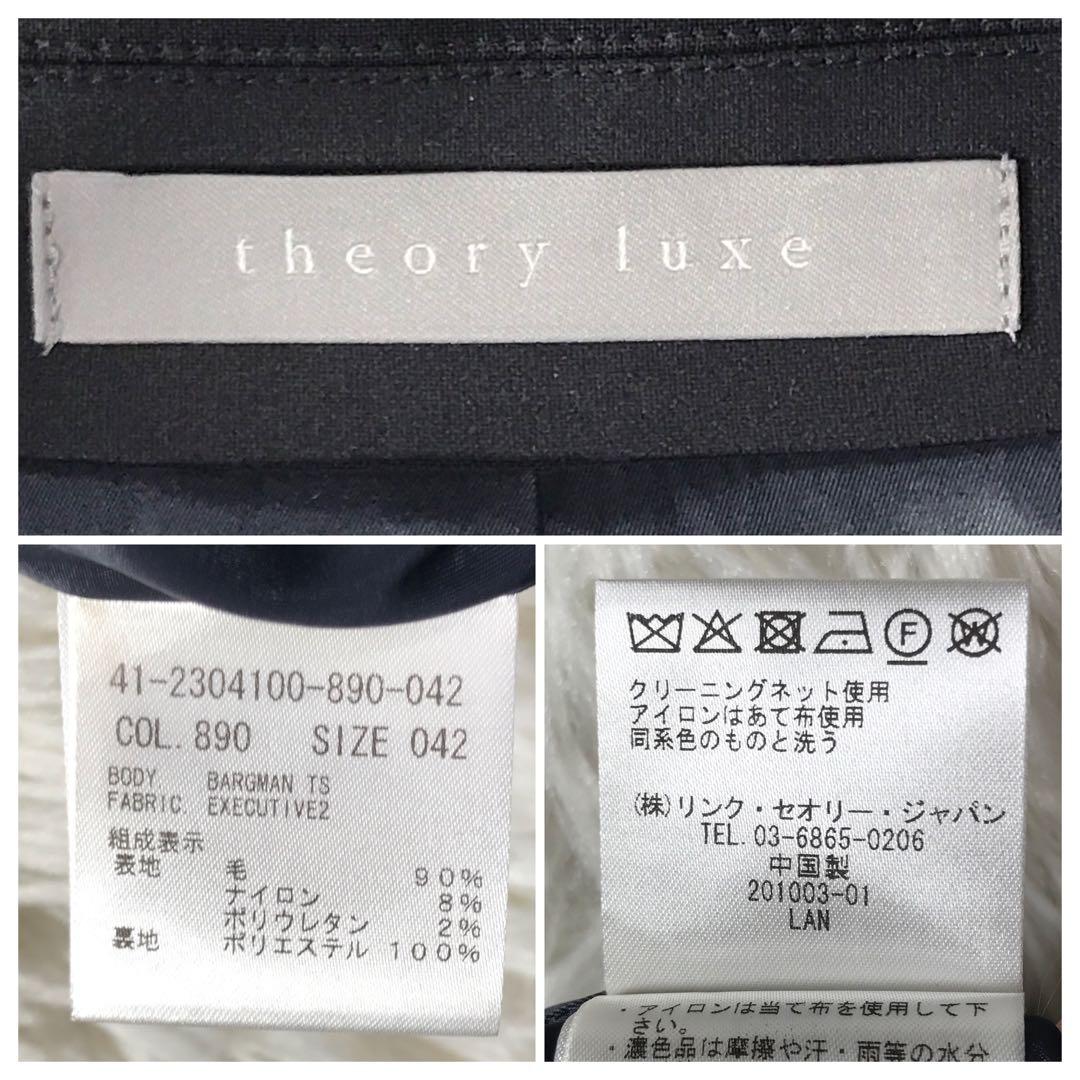 theory luxe
41-2304100-890-042
COL. 890 SIZE 042
BODY BARGMAN TS
FABRIC EXECUTIVE2
組成表示
表地 毛 90%
ナイロン 8%
ポリウレタン 2%
裏地 ポリエステル 100%
F
W
クリーニングネット使用
アイロンはあて布使用
同系色のものと洗う
(株)リンク・セオリー・ジャパン
TEL. 03-6865-0206
中国製
201003-01
LAN
・アイロンは当て布を使用して下
さい。
・濃色品は摩擦や汗・雨等の水分